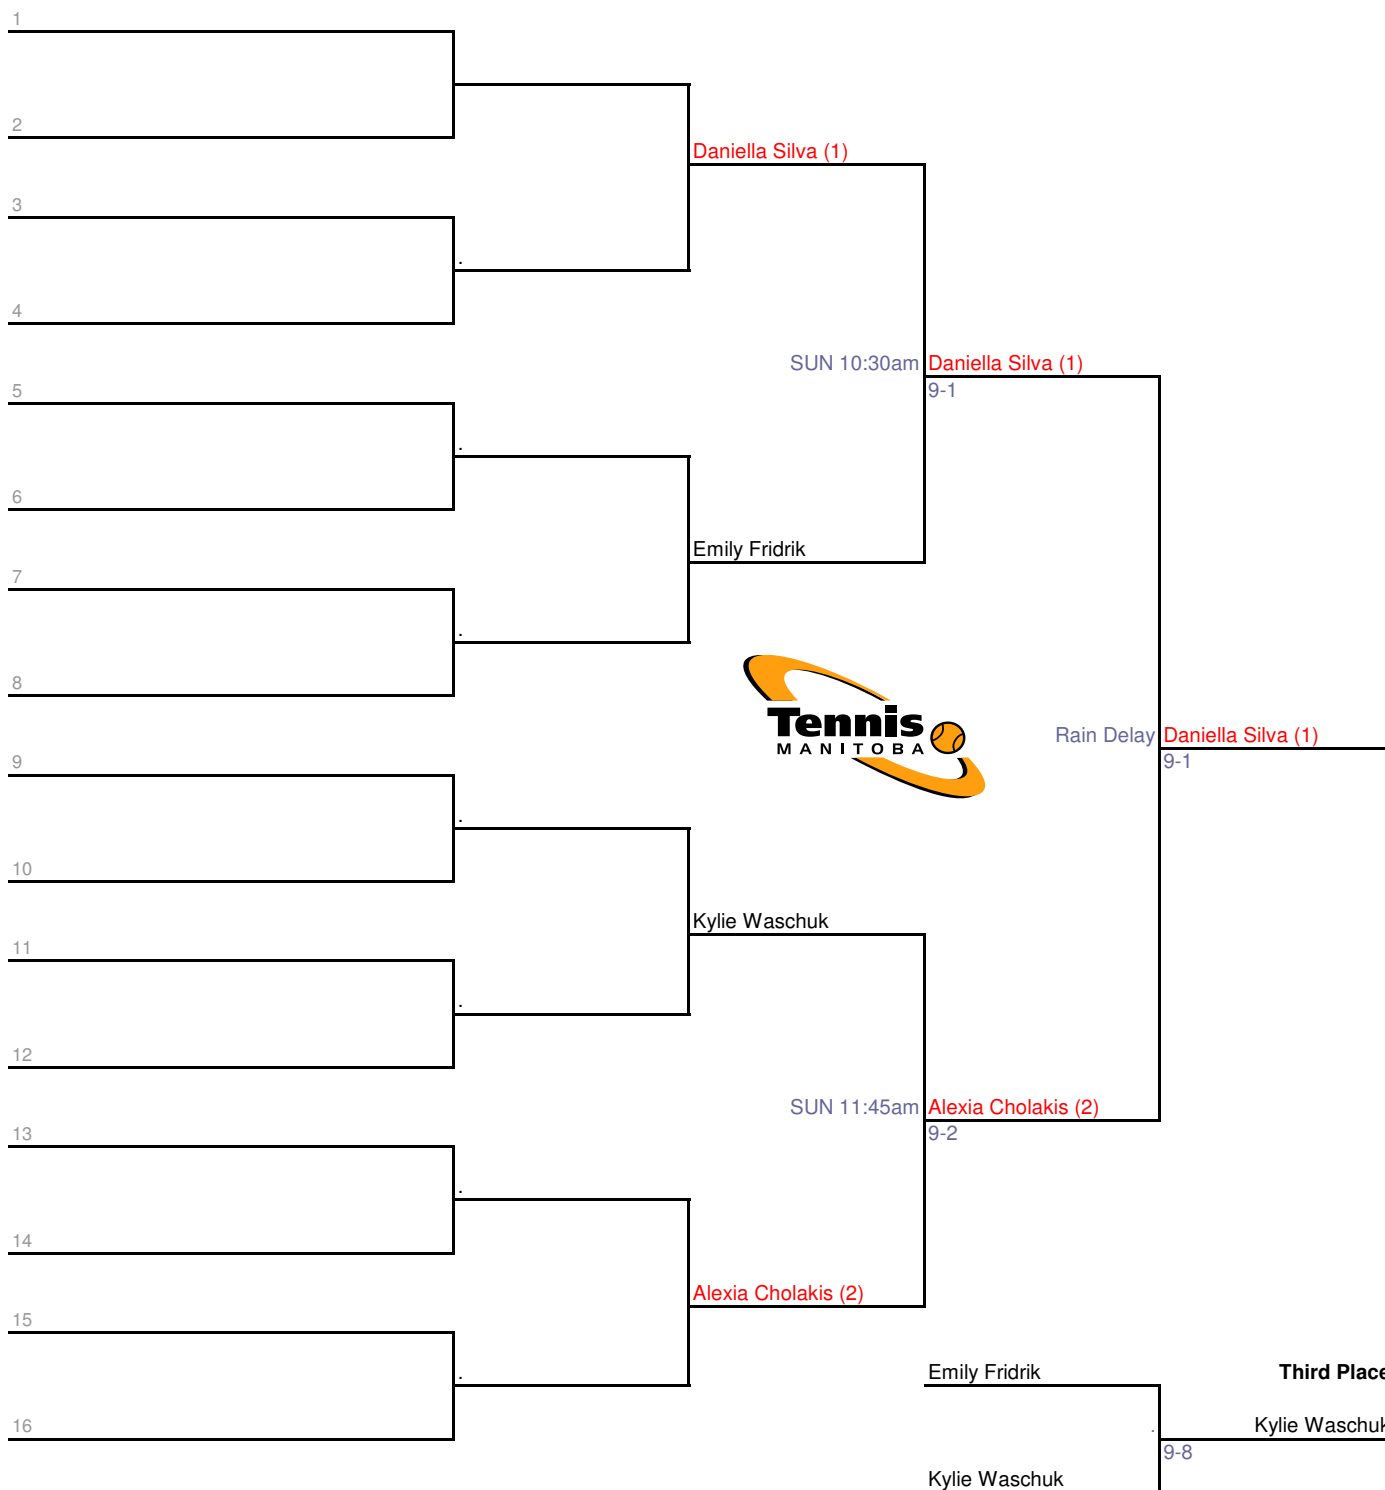 1
2
Daniella Silva (1)
3
.
4
SUN 10:30am Daniella Silva (1)
9-1
5
.
6
Emily Fridrik
7
.
8
Tennis
MANITOBA
Rain Delay Daniella Silva (1)
9-1
9
.
10
Kylie Waschuk
11
.
12
SUN 11:45am Alexia Cholakis (2)
9-2
13
.
14
Alexia Cholakis (2)
15
.
Emily Fridrik Third Place
16
. Kylie Waschuk
9-8
Kylie Waschuk